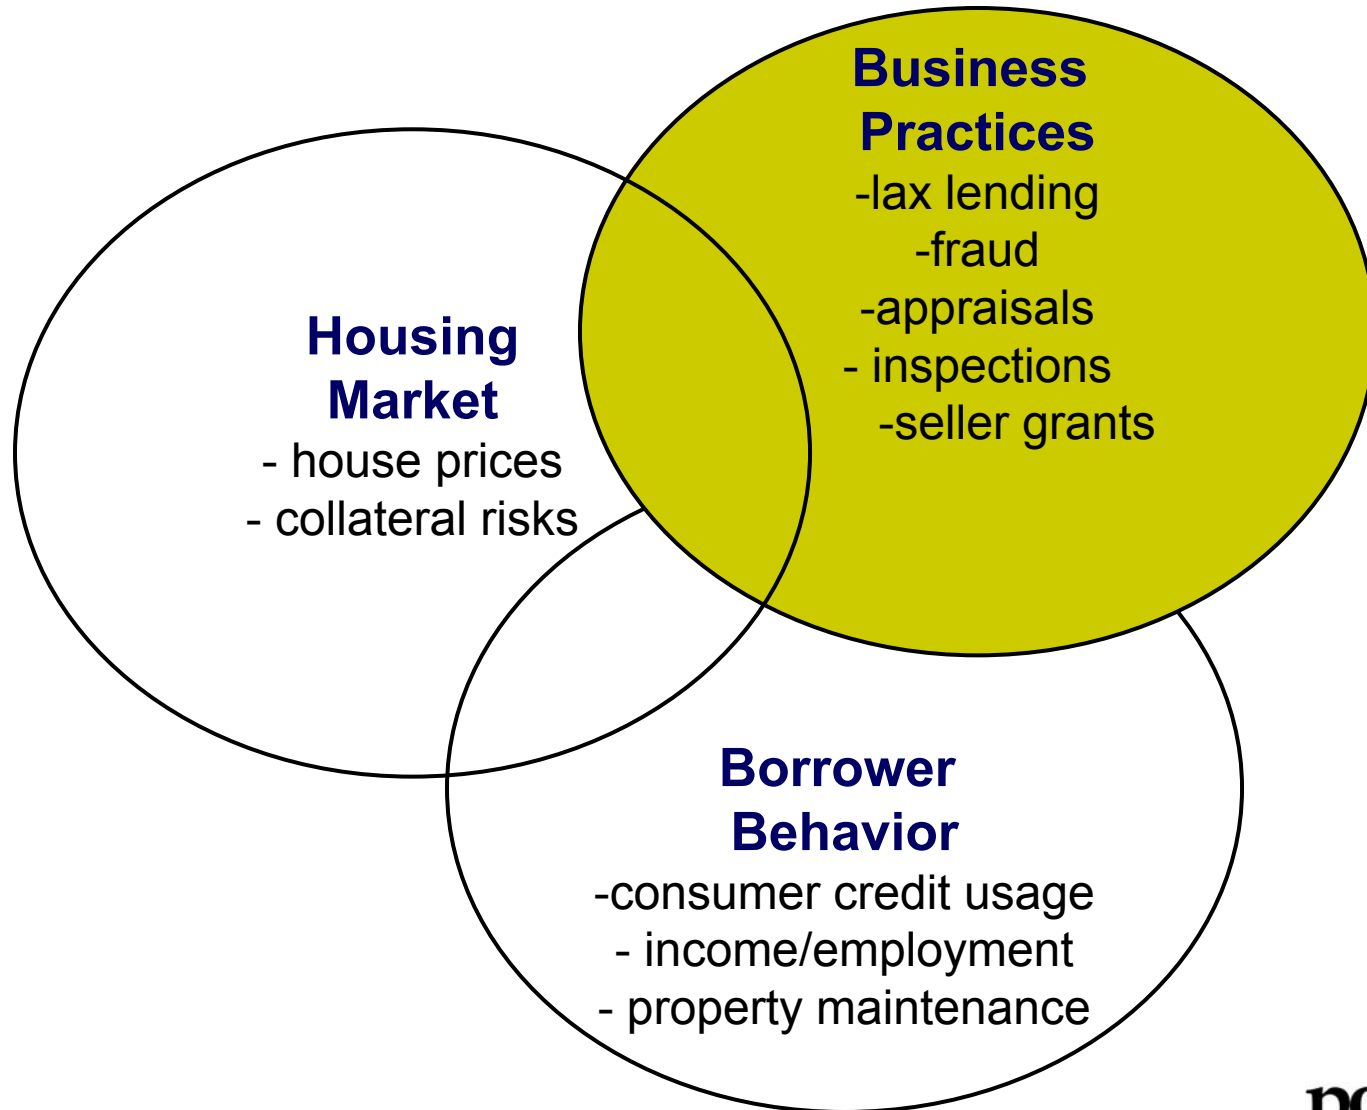 Business
Practices
-lax lending
-fraud
-appraisals
- inspections
-seller grants
Housing
Market
- house prices
- collateral risks
Borrower
Behavior
-consumer credit usage
- income/employment
- property maintenance